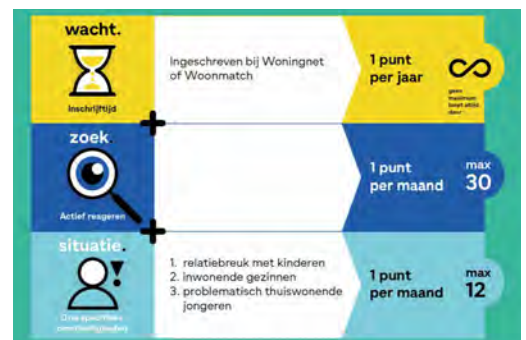 wacht.
Inschrijftijd
Ingeschreven bij Woningnet
of Woonmatch
1 punt
per jaar
geen
maximum
loopt altijd
door
zoek
Actief reageren
1 punt
per maand
max
30
situatie.
1. relatiebreuk met kinderen
2. inwonende gezinnen
3. problematisch thuiswonende
jongeren
1 punt
per maand
max
12